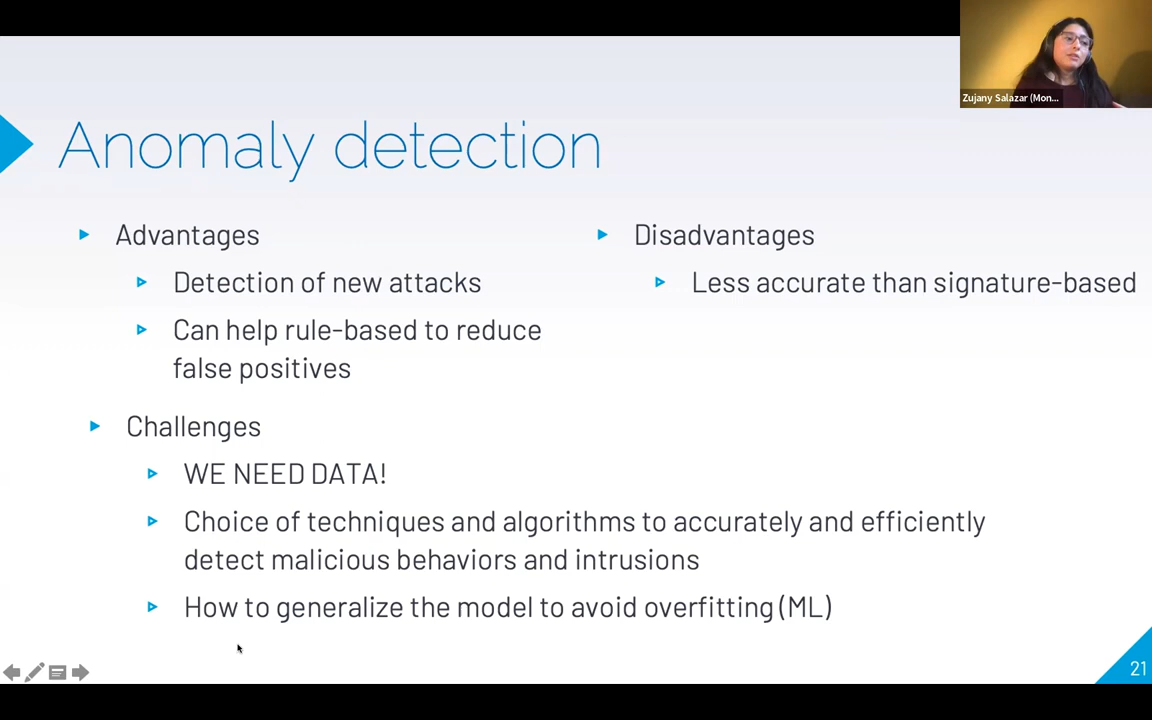 Zujany Salazar (Mon...
Anomaly detection
Advantages
Detection of new attacks
Can help rule-based to reduce
false positives
Disadvantages
Less accurate than signature-based
Challenges
WE NEED DATA!
Choice of techniques and algorithms to accurately and efficiently
detect malicious behaviors and intrusions
How to generalize the model to avoid overfitting (ML)
21